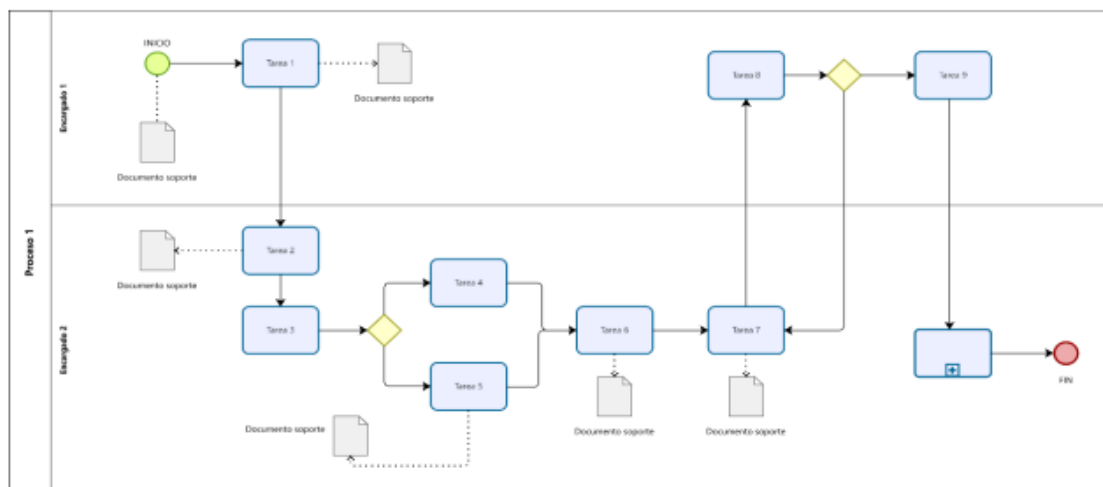 Proceso 1
Encargado 1
INICIO
Tarea 1
Documento soporte
Documento soporte
Tarea 8
Tarea 9
Encargado 2
Tarea 2
Documento soporte
Tarea 3
Tarea 4
Tarea 5
Documento soporte
Tarea 6
Documento soporte
Tarea 7
Documento soporte
FIN